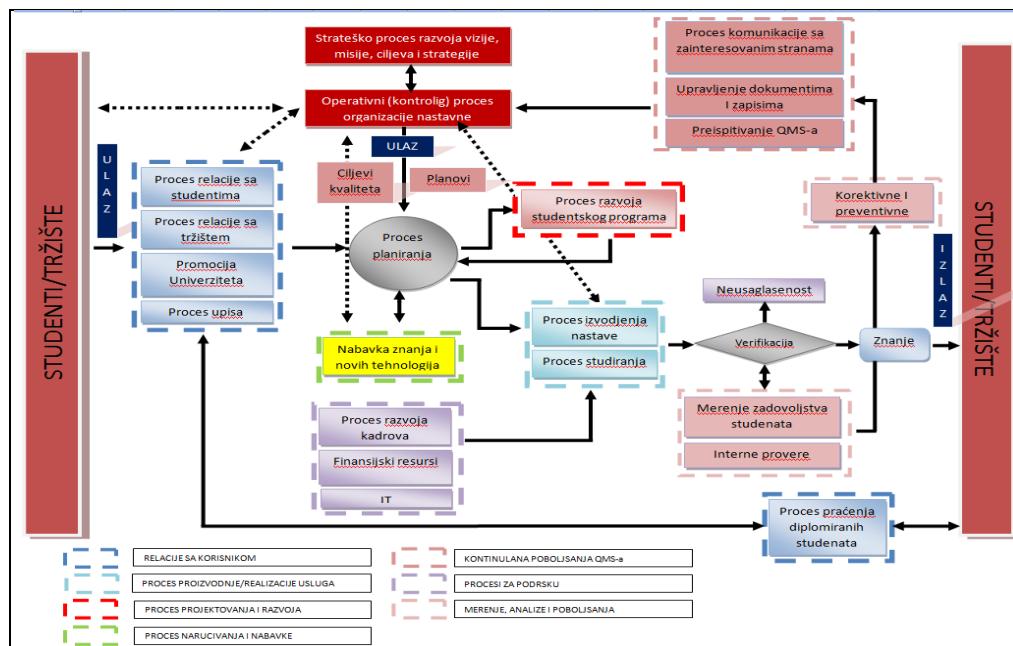 STUDENTI/TRŽIŠTE
ULAZ
Strateško proces razvoja vizije,
misije, ciljeva i strategije
Operativni (kontrolig) proces
organizacije nastavne
ULAZ
Ciljevi
kvaliteta
Planovi
Proces komunikacije sa
zainteresovanim stranama
Upravljenje dokumentima
I zapisima
Preispitivanje QMS-a
Proces relacije sa
studentima
Proces relacije sa
tržištem
Promocija
Univerziteta
Proces upisa
Proces
planiranja
Proces razvoja
studentskog programa
Korektivne I
preventivne
IZLAZ
STUDENTI/TRŽIŠTE
Neusaglasenost
Nabavka znanja i
novih tehnologija
Proces izvodjenja
nastave
Proces studiranja
Verifikacija
Znanje
Proces razvoja
kadrova
Finansijski resursi
IT
Merenje zadovoljstva
studenata
Interne provere
Proces praćenja
diplomiranih
studenata
RELACIJE SA KORISNIKOM
PROCES PROIZVODNJE/REALIZACIJE USLUGA
PROCES PROJEKTOVANJA I RAZVOJA
PROCES NARUCIVANJA I NABAVKE
KONTINULANA POBOLJSANJA QMS-a
PROCESI ZA PODRSKU
MERENJE, ANALIZE I POBOLJSANJA